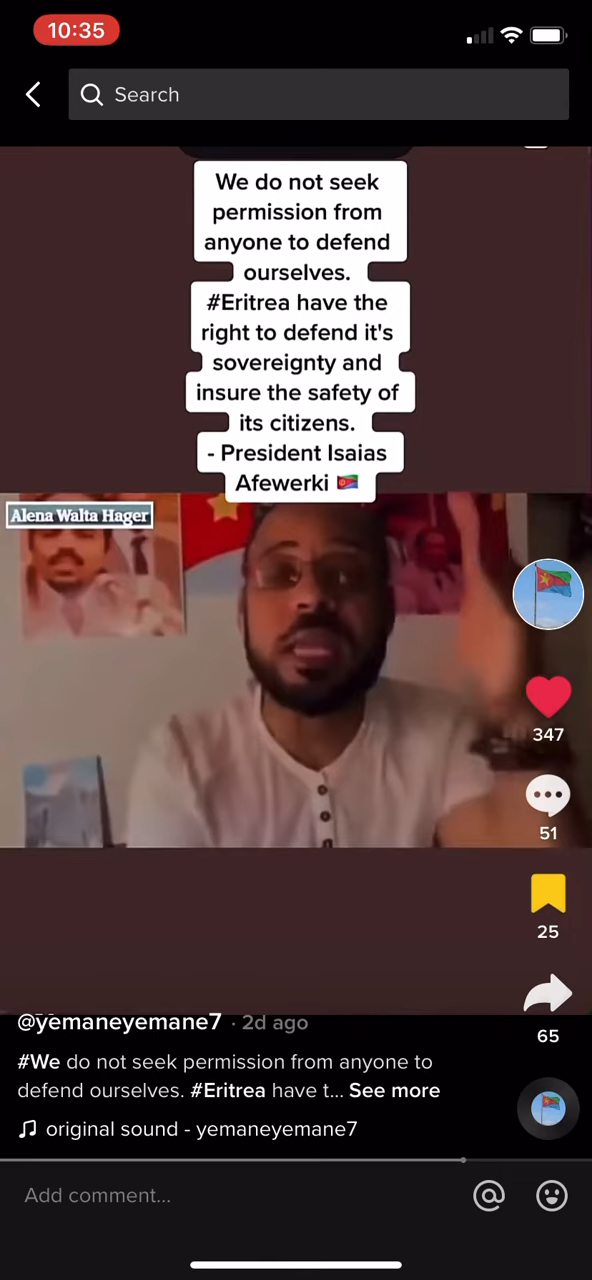 10:35
Search
We do not seek
permission from
anyone to defend
ourselves.
#Eritrea have the
right to defend it's
sovereignty and
insure the safety of
its citizens.
- President Isaias
Afewerki 🇪🇷
Alena Walta Hager
347
51
25
65
@yemaneyemane7 · 2d ago
#We do not seek permission from anyone to
defend ourselves. #Eritrea have t... See more
original sound - yemaneyemane7
Add comment...